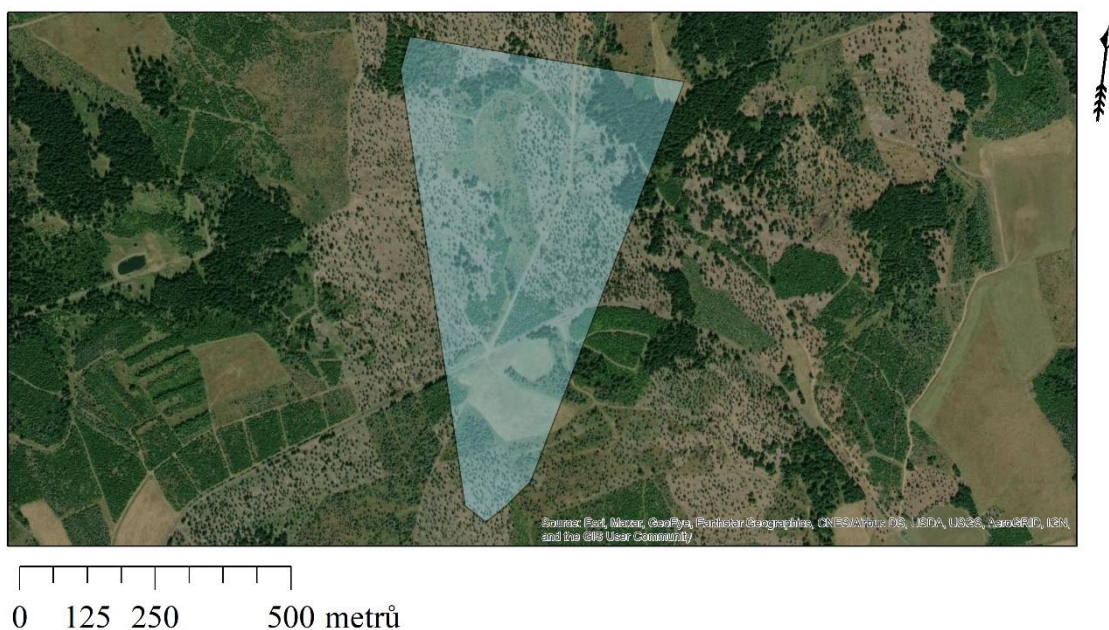 Source: Esri, Maxar, GeoEye, Earthstar Geographics, CNES/Airbus DS, USDA, USGS, AeroGRID, IGN,
and the GIS User Community
0 125 250 500 metrů